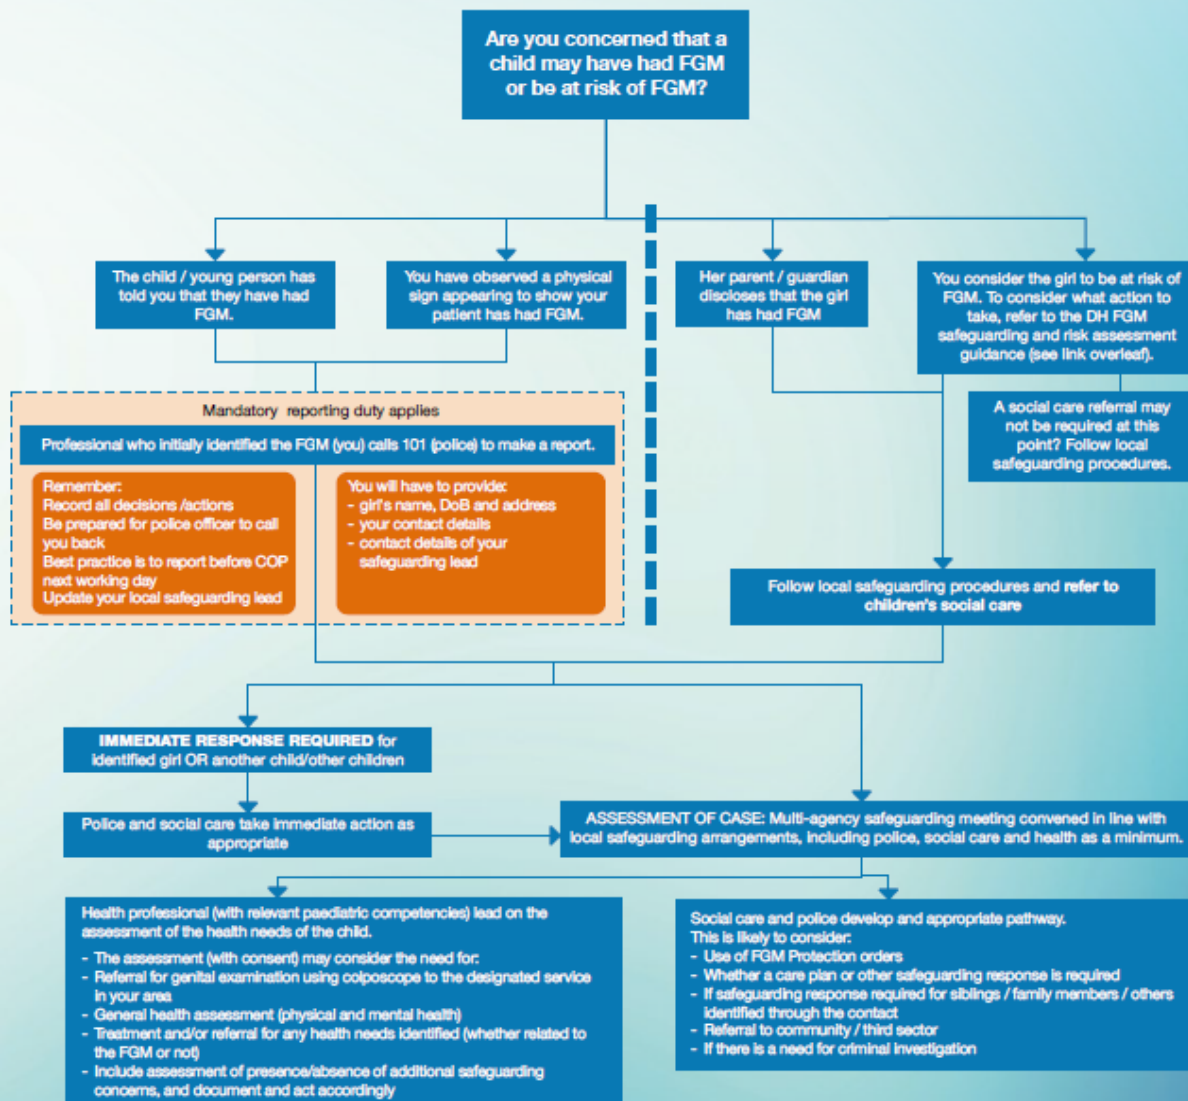 Are you concerned that a
child may have had FGM
or be at risk of FGM?
The child / young person has
told you that they have had
FGM.
You have observed a physical
sign appearing to show your
patient has had FGM.
Her parent / guardian
discloses that the girl
has had FGM
You consider the girl to be at risk of
FGM. To consider what action to
take, refer to the DH FGM
safeguarding and risk assessment
guidance (see link overleaf).
Mandatory reporting duty applies
Professional who initially identified the FGM (you) calls 101 (police) to make a report.
Remember:
Record all decisions /actions
Be prepared for police officer to call
you back
Best practice is to report before COP
next working day
Update your local safeguarding lead
You will have to provide:
- girl's name, DoB and address
- your contact details
- contact details of your
safeguarding lead
A social care referral may
not be required at this
point? Follow local
safeguarding procedures.
Follow local safeguarding procedures and refer to
children's social care
IMMEDIATE RESPONSE REQUIRED for
identified girl OR another child/other children
Police and social care take immediate action as
appropriate
ASSESSMENT OF CASE: Multi-agency safeguarding meeting convened in line with
local safeguarding arrangements, including police, social care and health as a minimum.
Health professional (with relevant paediatric competencies) lead on the
assessment of the health needs of the child.
- The assessment (with consent) may consider the need for:
- Referral for genital examination using colposcope to the designated service
in your area
- General health assessment (physical and mental health)
- Treatment and/or referral for any health needs identified (whether related to
the FGM or not)
- Include assessment of presence/absence of additional safeguarding
concerns, and document and act accordingly
Social care and police develop and appropriate pathway.
This is likely to consider:
- Use of FGM Protection orders
- Whether a care plan or other safeguarding response is required
- If safeguarding response required for siblings / family members / others
identified through the contact
- Referral to community / third sector
- If there is a need for criminal investigation